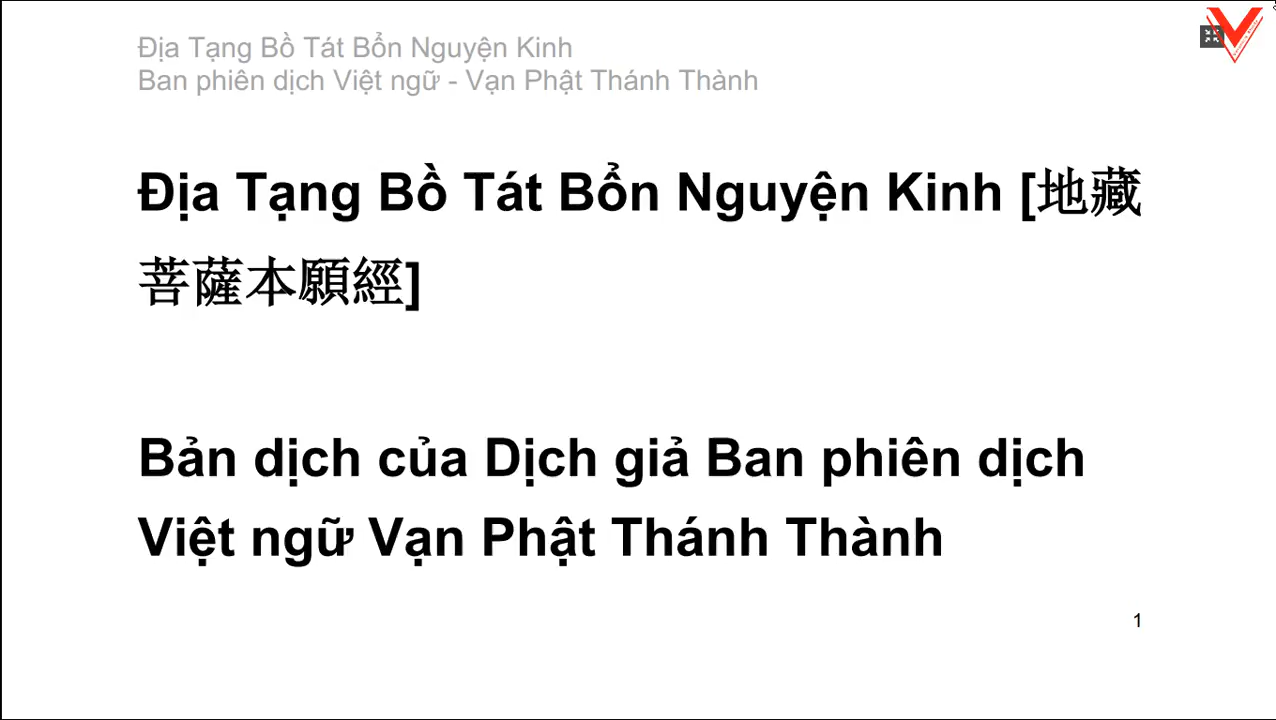 Địa Tạng Bồ Tát Bổn Nguyện Kinh
Ban phiên dịch Việt ngữ - Vạn Phật Thánh Thành
Địa Tạng Bồ Tát Bổn Nguyện Kinh [地藏
菩薩本願經]
Bản dịch của Dịch giả Ban phiên dịch
Việt ngữ Vạn Phật Thánh Thành
1